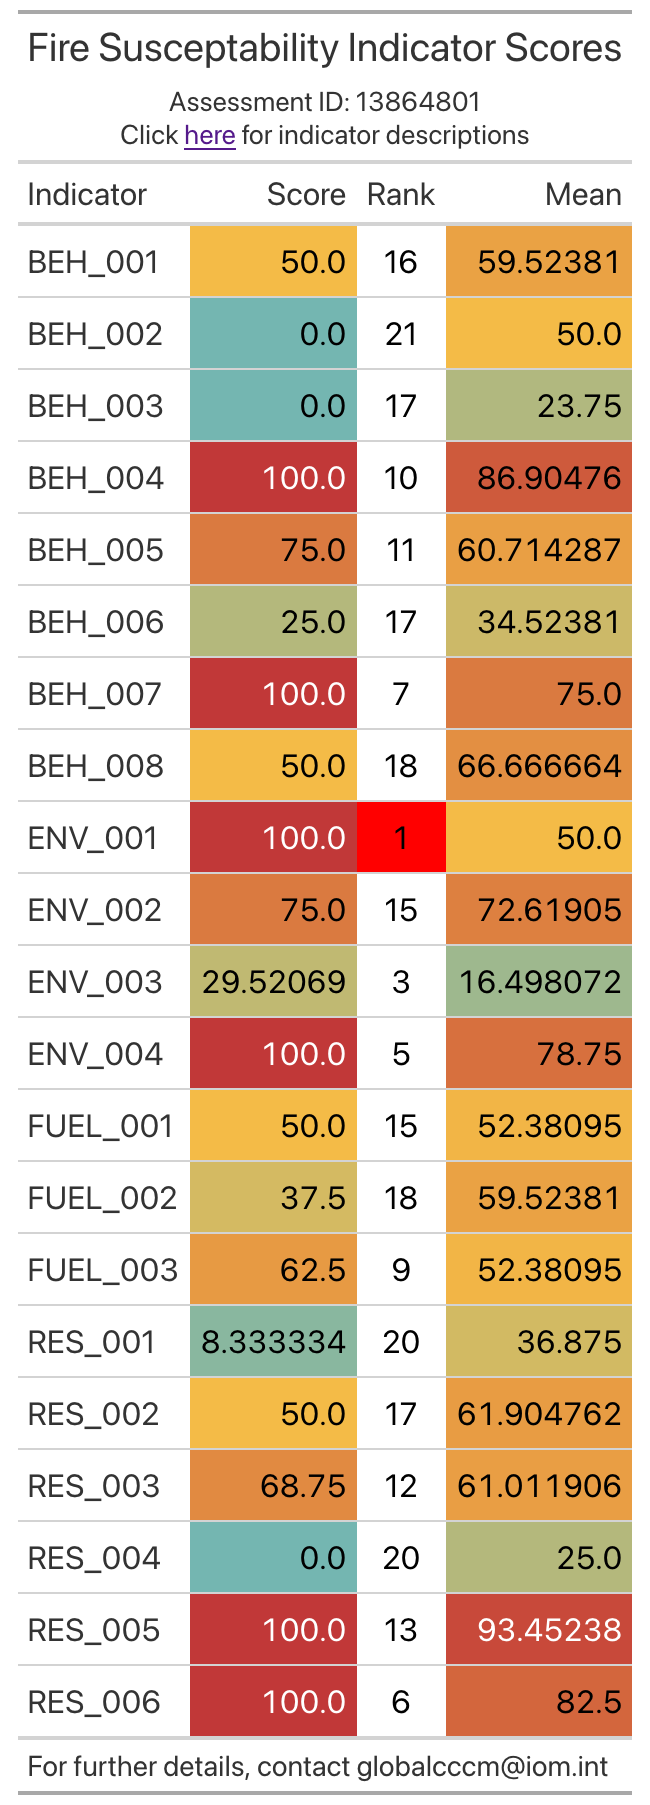 Fire Susceptability Indicator Scores
Assessment ID: 13864801
Click here for indicator descriptions
Indicator Score Rank Mean
BEH_001 50.0 16 59.52381
BEH_002 0.0 21 50.0
BEH_003 0.0 17 23.75
BEH_004 100.0 10 86.90476
BEH_005 75.0 11 60.714287
BEH_006 25.0 17 34.52381
BEH_007 100.0 7 75.0
BEH_008 50.0 18 66.666664
ENV_001 100.0 1 50.0
ENV_002 75.0 15 72.61905
ENV_003 29.52069 3 16.498072
ENV_004 100.0 5 78.75
FUEL_001 50.0 15 52.38095
FUEL_002 37.5 18 59.52381
FUEL_003 62.5 9 52.38095
RES_001 8.333334 20 36.875
RES_002 50.0 17 61.904762
RES_003 68.75 12 61.011906
RES_004 0.0 20 25.0
RES_005 100.0 13 93.45238
RES_006 100.0 6 82.5
For further details, contact globalcccm@iom.int